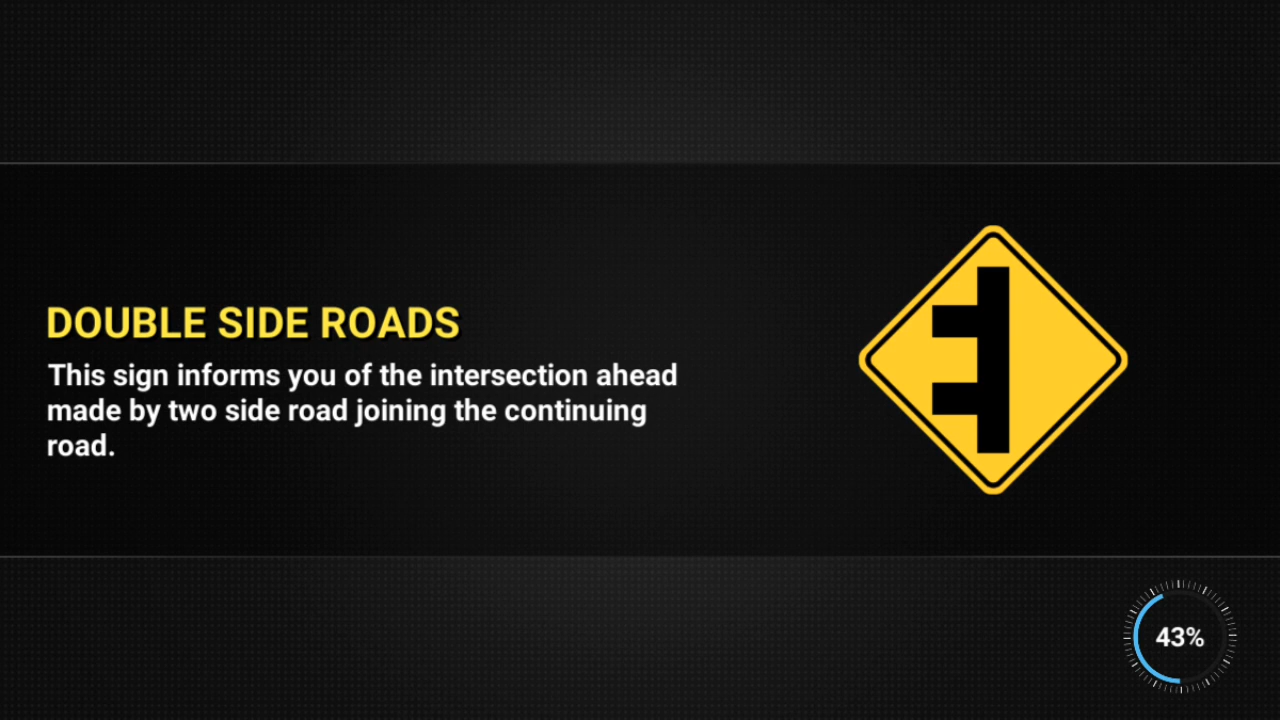 DOUBLE SIDE ROADS
This sign informs you of the intersection ahead
made by two side road joining the continuing
road.
43%